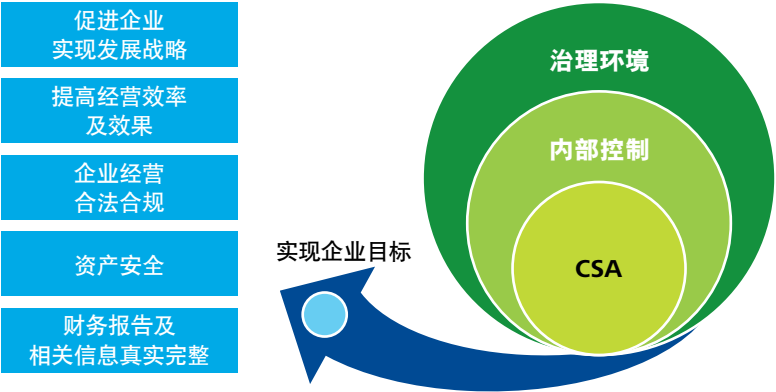 促进企业
实现发展战略
提高经营效率
及效果
企业经营
合法合规
资产安全
财务报告及
相关信息真实完整
实现企业目标
治理环境
内部控制
CSA